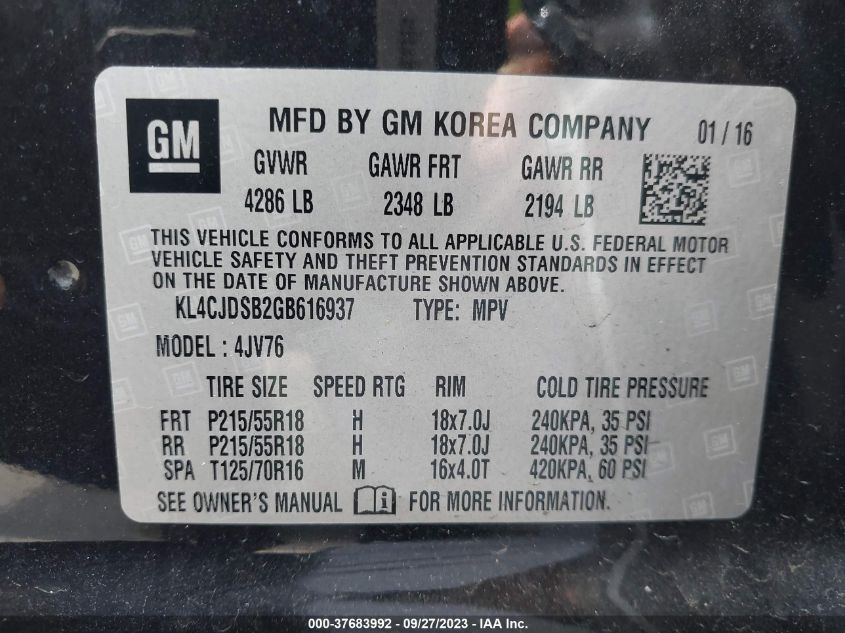 GM
MFD BY GM KOREA COMPANY 01 / 16
GVWR GAWR FRT GAWR RR
4286 LB 2348 LB 2194 LB
THIS VEHICLE CONFORMS TO ALL APPLICABLE U.S. FEDERAL MOTOR
VEHICLE SAFETY AND THEFT PREVENTION STANDARDS IN EFFECT
ON THE DATE OF MANUFACTURE SHOWN ABOVE.
KL4CJDSB2GB616937 TYPE: MPV
MODEL : 4JV76
TIRE SIZE SPEED RTG RIM COLD TIRE PRESSURE
FRT P215/55R18 H 18x7.0J 240KPA, 35 PSI
RR P215/55R18 H 18x7.0J 240KPA, 35 PSI
SPA T125/70R16 M 16x4.0T 420KPA, 60 PSI
SEE OWNER'S MANUAL i FOR MORE INFORMATION.
000-37683992 - 09/27/2023 - IAA Inc.